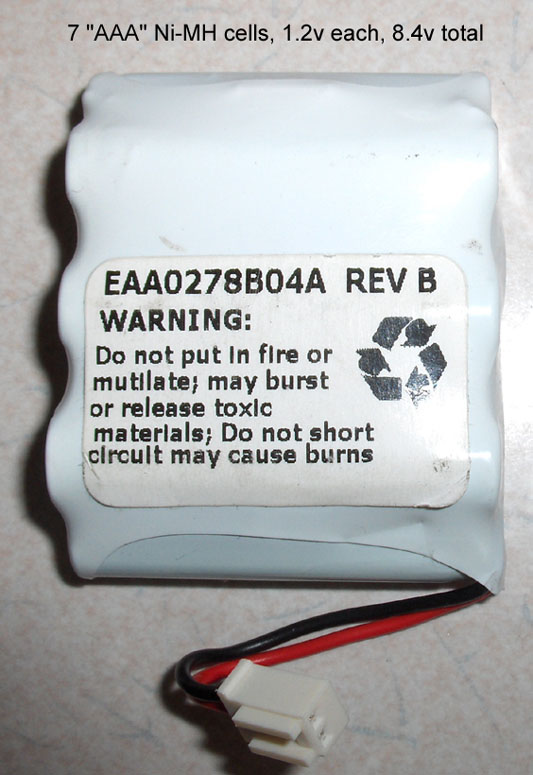 7 "AAA" Ni-MH cells, 1.2v each, 8.4v total
EAA0278B04A REV B
WARNING:
Do not put in fire or
mutilate; may burst
or release toxic
materials; Do not short
circuit may cause burns